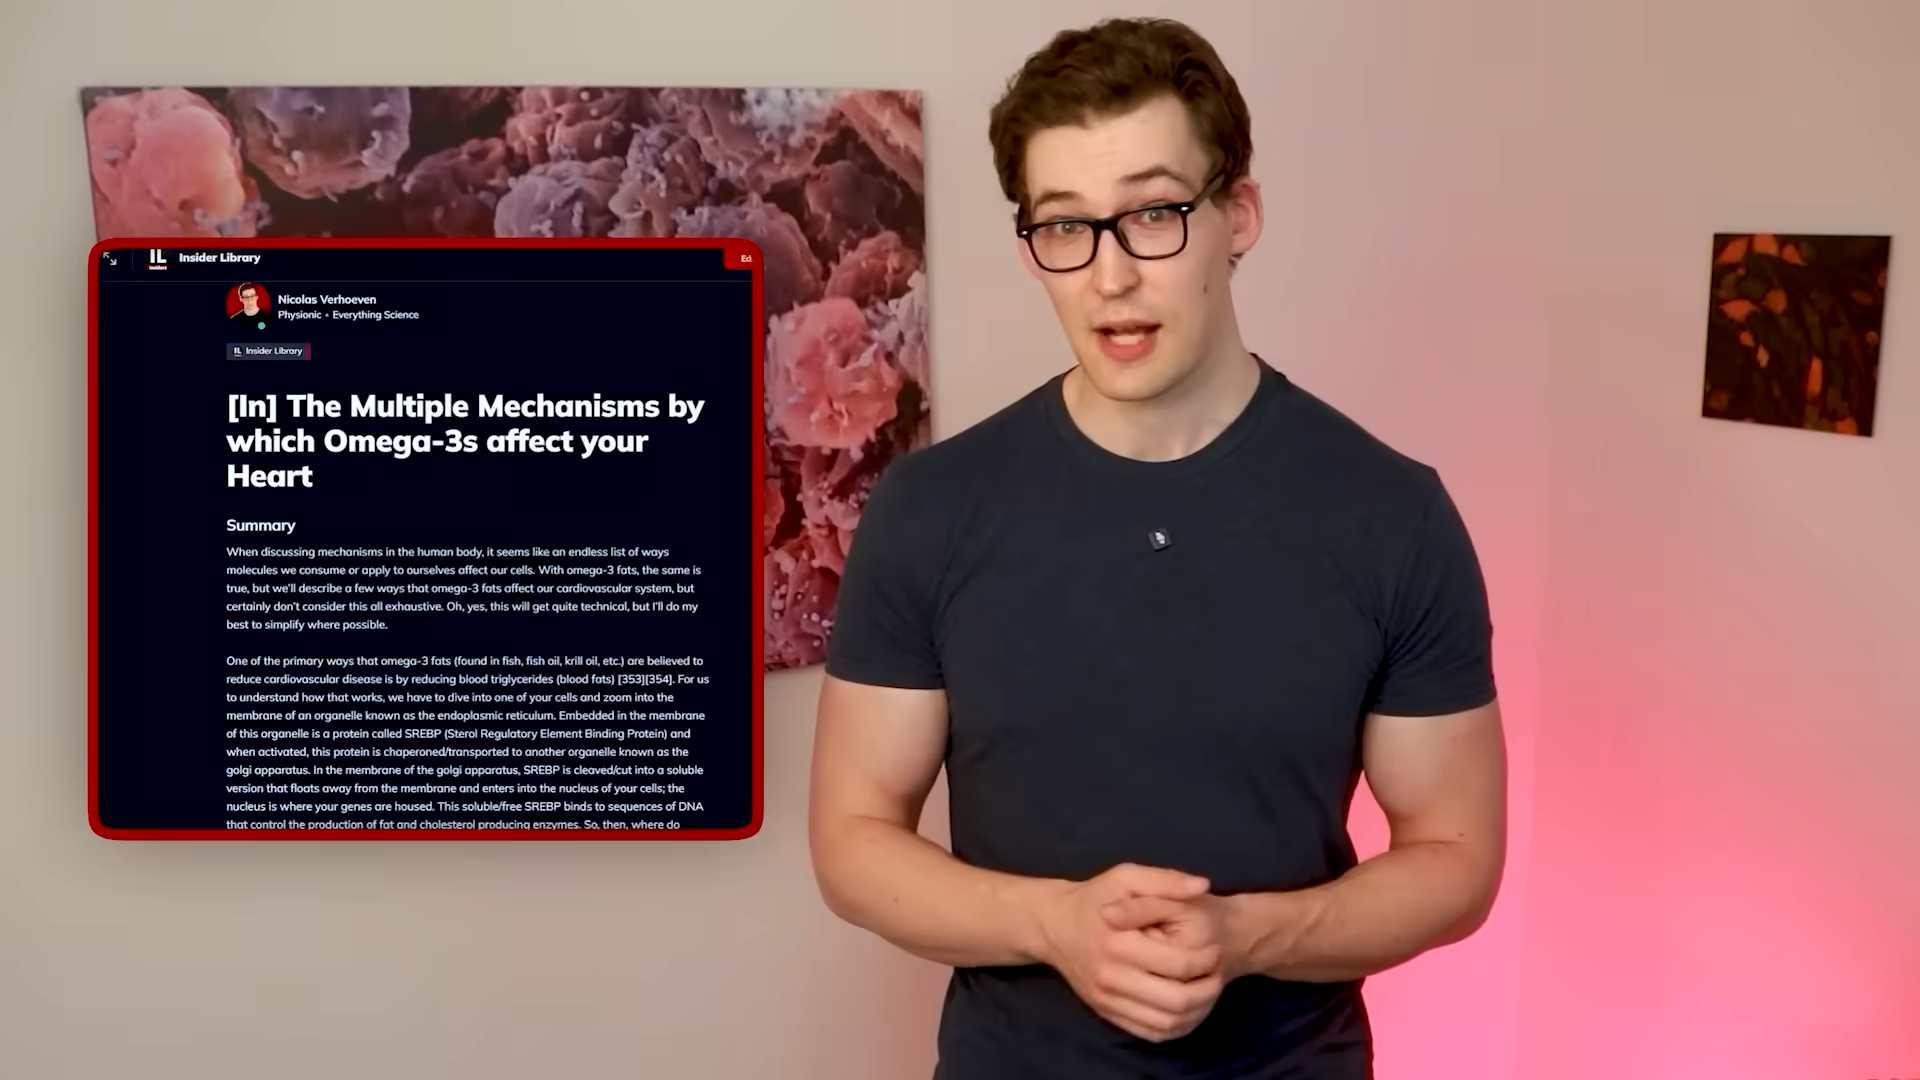 IL
Insiders
Insider Library
Ed
Nicolas Verhoeven
Physionic • Everything Science
IL Insider Library
[In] The Multiple Mechanisms by
which Omega-3s affect your
Heart
Summary
When discussing mechanisms in the human body, it seems like an endless list of ways
molecules we consume or apply to ourselves affect our cells. With omega-3 fats, the same is
true, but we'll describe a few ways that omega-3 fats affect our cardiovascular system, but
certainly don't consider this all exhaustive. Oh, yes, this will get quite technical, but I'll do my
best to simplify where possible.
One of the primary ways that omega-3 fats (found in fish, fish oil, krill oil, etc.) are believed to
reduce cardiovascular disease is by reducing blood triglycerides (blood fats) [353][354]. For us
to understand how that works, we have to dive into one of your cells and zoom into the
membrane of an organelle known as the endoplasmic reticulum. Embedded in the membrane
of this organelle is a protein called SREBP (Sterol Regulatory Element Binding Protein) and
when activated, this protein is chaperoned/transported to another organelle known as the
golgi apparatus. In the membrane of the golgi apparatus, SREBP is cleaved/cut into a soluble
version that floats away from the membrane and enters into the nucleus of your cells; the
nucleus is where your genes are housed. This soluble/free SREBP binds to sequences of DNA
that control the production of fat and cholesterol producing enzymes. So, then, where do